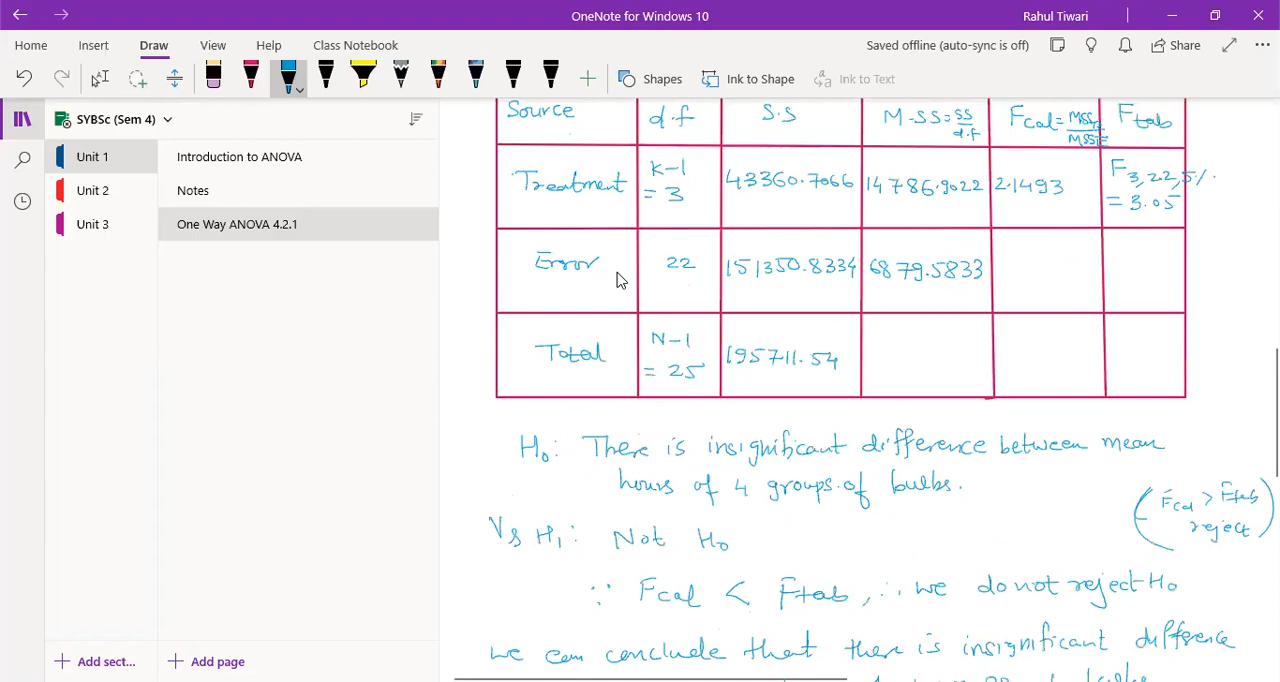 OneNote for Windows 10
Rahul Tiwari
Home Insert Draw View Help Class Notebook
Saved offline (auto-sync is off)
Share
Shapes
Ink to Shape
Ink to Text
SYBSc (Sem 4)
Unit 1
Unit 2
Unit 3
Introduction to ANOVA
Notes
One Way ANOVA 4.2.1
Source d.f S.S M-SS=SS/d.f Fcal=MSSTr/MSSE Ftab
Treatment K-1 = 3 43360.7066 14786.9022 2.1493 F3,22,5% = 3.05
Error 22 151350.8334 6879.5833
Total N-1 = 25 195711.54
H0: There is insignificant difference between mean
hours of 4 groups of bulbs.
(Fcal > Ftab
reject)
Vs H1: Not H0
∵ Fcal < Ftab, ∴ we do not reject H0
we can conclude that there is insignificant difference
+ Add sect...
+ Add page